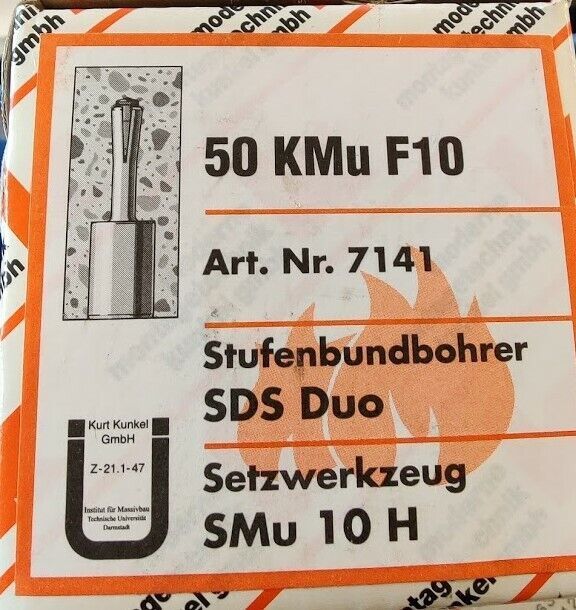 50 KMu F10
Art. Nr. 7141
Stufenbundbohrer
SDS Duo
Setzwerkzeug
SMu 10 H
Kurt Kunkel
GmbH
Z-21.1-47
Institut für Massivbau
Technische Universität
Darmstadt